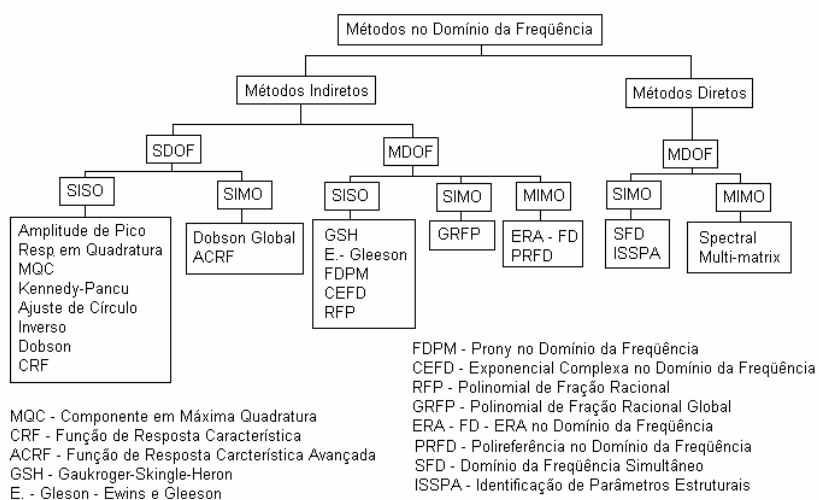 Métodos no Domínio da Freqüência
Métodos Indiretos
Métodos Diretos
SDOF
MDOF
MDOF
SISO
SIMO
SISO
SIMO
MIMO
SIMO
MIMO
Amplitude de Pico
Resp. em Quadratura
MQC
Kennedy-Pancu
Ajuste de Círculo
Inverso
Dobson
CRF
Dobson Global
ACRF
GSH
E.- Gleeson
FDPM
CEFD
RFP
GRFP
ERA - FD
PRFD
SFD
ISSPA
Spectral
Multi-matrix
MQC - Componente em Máxima Quadratura
CRF - Função de Resposta Característica
ACRF - Função de Resposta Carcterística Avançada
GSH - Gaukroger-Skingle-Heron
E. - Gleson - Ewins e Gleeson
FDPM - Prony no Domínio da Freqüência
CEFD - Exponencial Complexa no Domínio da Freqüência
RFP - Polinomial de Fração Racional
GRFP - Polinomial de Fração Racional Global
ERA - FD - ERA no Domínio da Freqüência
PRFD - Polireferência no Domínio da Freqüência
SFD - Domínio da Freqüência Simultâneo
ISSPA - Identificação de Parâmetros Estruturais